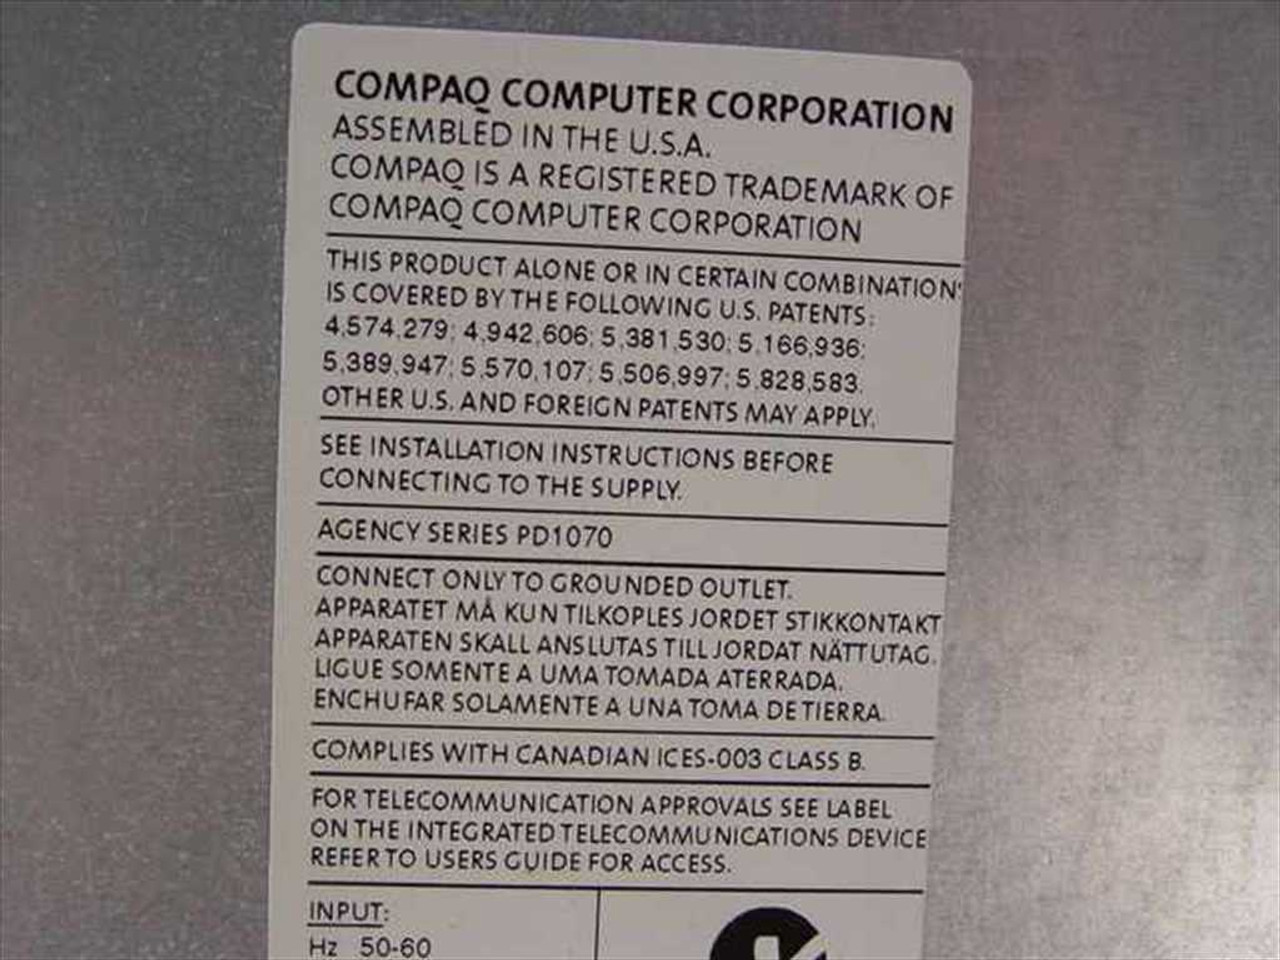 COMPAQ COMPUTER CORPORATION
ASSEMBLED IN THE U.S.A.
COMPAQ IS A REGISTERED TRADEMARK OF
COMPAQ COMPUTER CORPORATION
THIS PRODUCT ALONE OR IN CERTAIN COMBINATION'
IS COVERED BY THE FOLLOWING U.S. PATENTS:
4,574,279; 4,942,606; 5,381,530; 5,166,936;
5,389,947; 5,570,107; 5,506,997; 5,828,583.
OTHER U.S. AND FOREIGN PATENTS MAY APPLY.
SEE INSTALLATION INSTRUCTIONS BEFORE
CONNECTING TO THE SUPPLY.
AGENCY SERIES PD1070
CONNECT ONLY TO GROUNDED OUTLET.
APPARATET MÅ KUN TILKOPLES JORDET STIKKONTAKT
APPARATEN SKALL ANSLUTAS TILL JORDAT NÄTTUTAG.
LIGUE SOMENTE A UMA TOMADA ATERRADA.
ENCHUFAR SOLAMENTE A UNA TOMA DE TIERRA.
COMPLIES WITH CANADIAN ICES-003 CLASS B.
FOR TELECOMMUNICATION APPROVALS SEE LABEL
ON THE INTEGRATED TELECOMMUNICATIONS DEVICE
REFER TO USERS GUIDE FOR ACCESS.
INPUT:
Hz 50-60